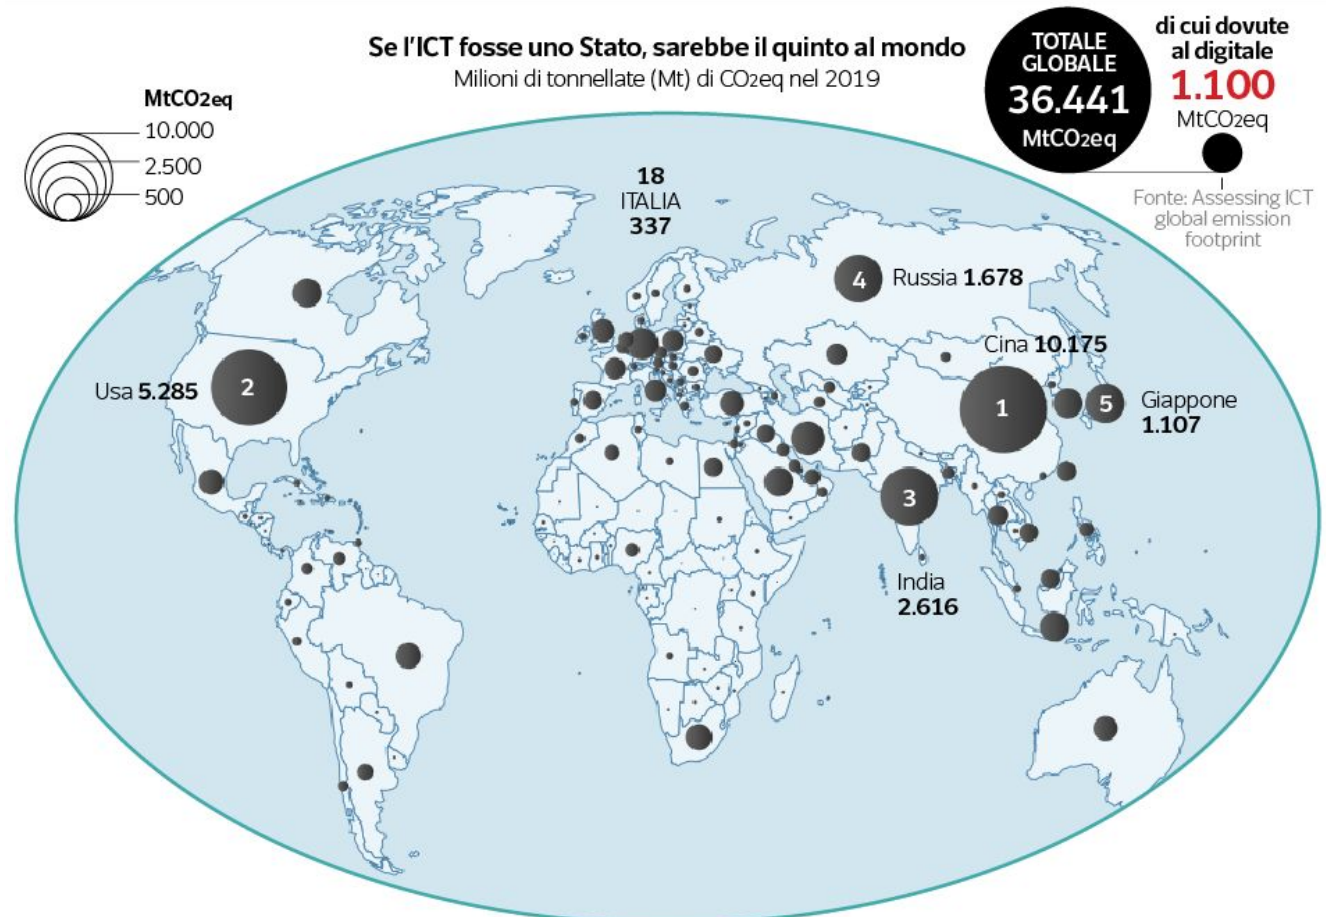 Se l'ICT fosse uno Stato, sarebbe il quinto al mondo
Milioni di tonnellate (Mt) di CO2eq nel 2019
TOTALE
GLOBALE
36.441
MtCO2eq
di cui dovute
al digitale
1.100
MtCO2eq
Fonte: Assessing ICT
global emission
footprint
MtCO2eq
10.000
2.500
500
18
ITALIA
337
4
Russia 1.678
Cina 10.175
Usa 5.285
2
1
5
Giappone
1.107
3
India
2.616